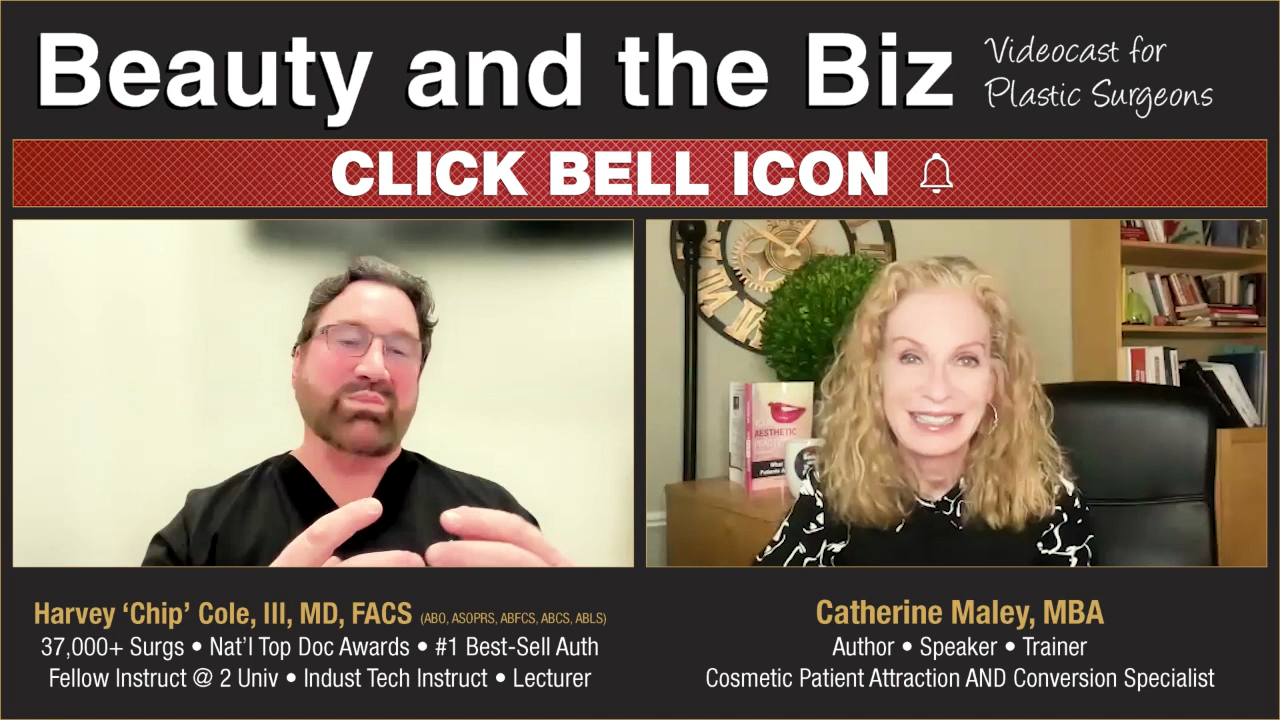 Beauty and the Biz
Videocast for
Plastic Surgeons
CLICK BELL ICON
AESTHETIC
What
Patients
Harvey ‘Chip’ Cole, III, MD, FACS (ABO, ASOPRS, ABFCS, ABCS, ABLS)
37,000+ Surgs • Nat’l Top Doc Awards • #1 Best-Sell Auth
Fellow Instruct @ 2 Univ • Indust Tech Instruct • Lecturer
Catherine Maley, MBA
Author • Speaker • Trainer
Cosmetic Patient Attraction AND Conversion Specialist